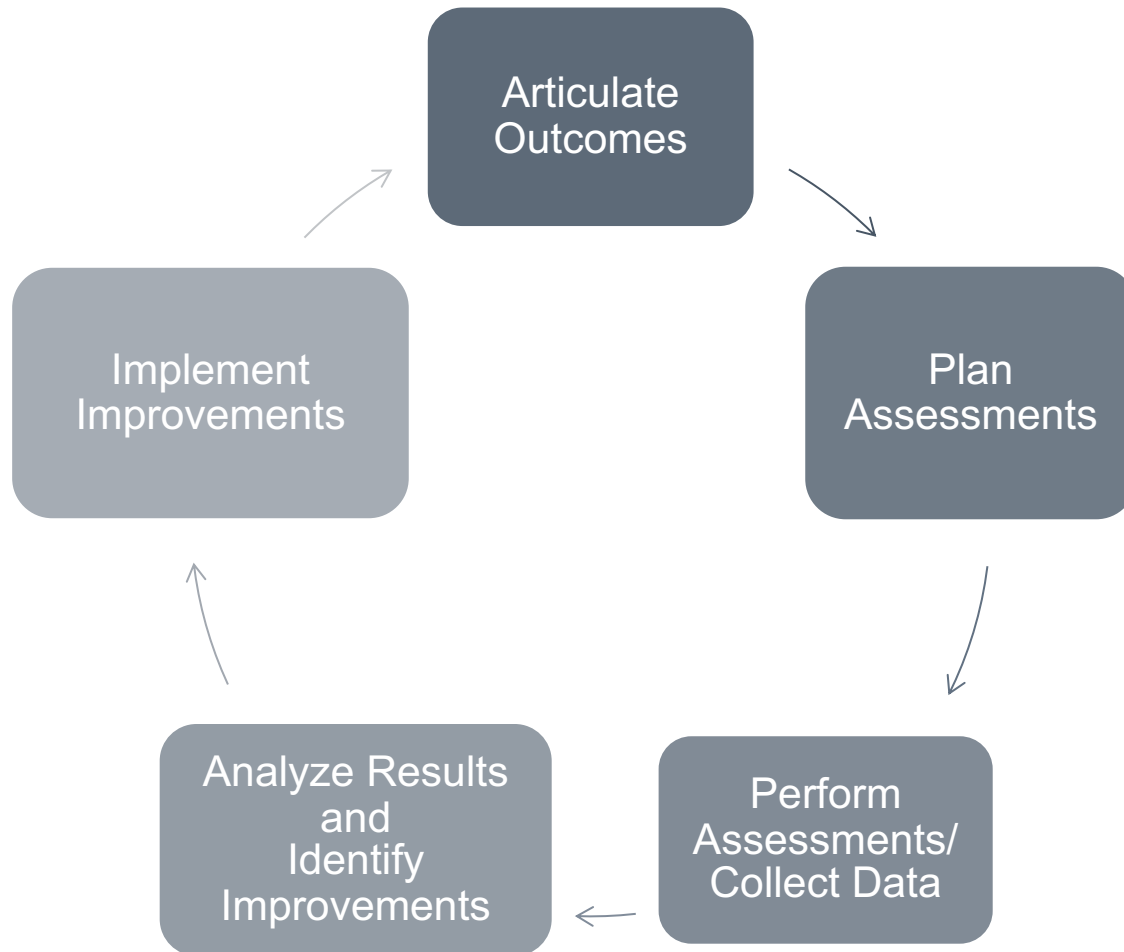 Articulate
Outcomes
Plan
Assessments
Perform
Assessments/
Collect Data
Analyze Results
and
Identify
Improvements
Implement
Improvements